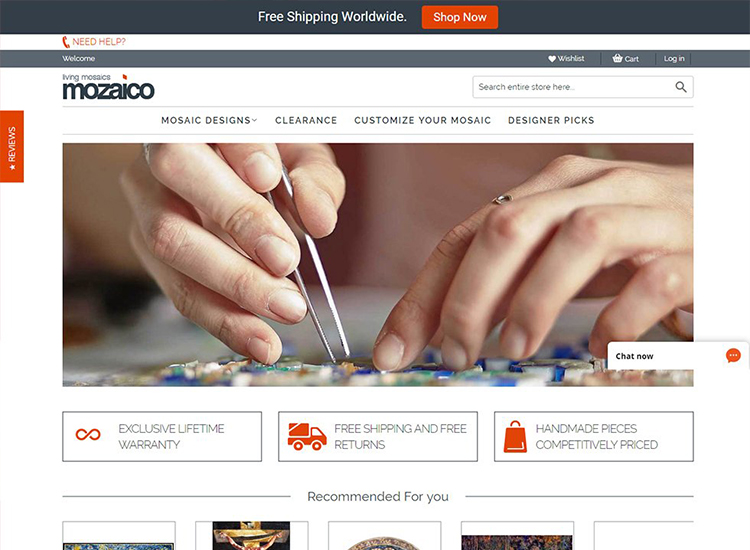 Free Shipping Worldwide. Shop Now
NEED HELP?
Welcome Wishlist Cart Log in
living mosaics
mozaico
Search entire store here...
MOSAIC DESIGNS CLEARANCE CUSTOMIZE YOUR MOSAIC DESIGNER PICKS
★ REVIEWS
Chat now
EXCLUSIVE LIFETIME
WARRANTY
FREE SHIPPING AND FREE
RETURNS
HANDMADE PIECES
COMPETITIVELY PRICED
Recommended For you